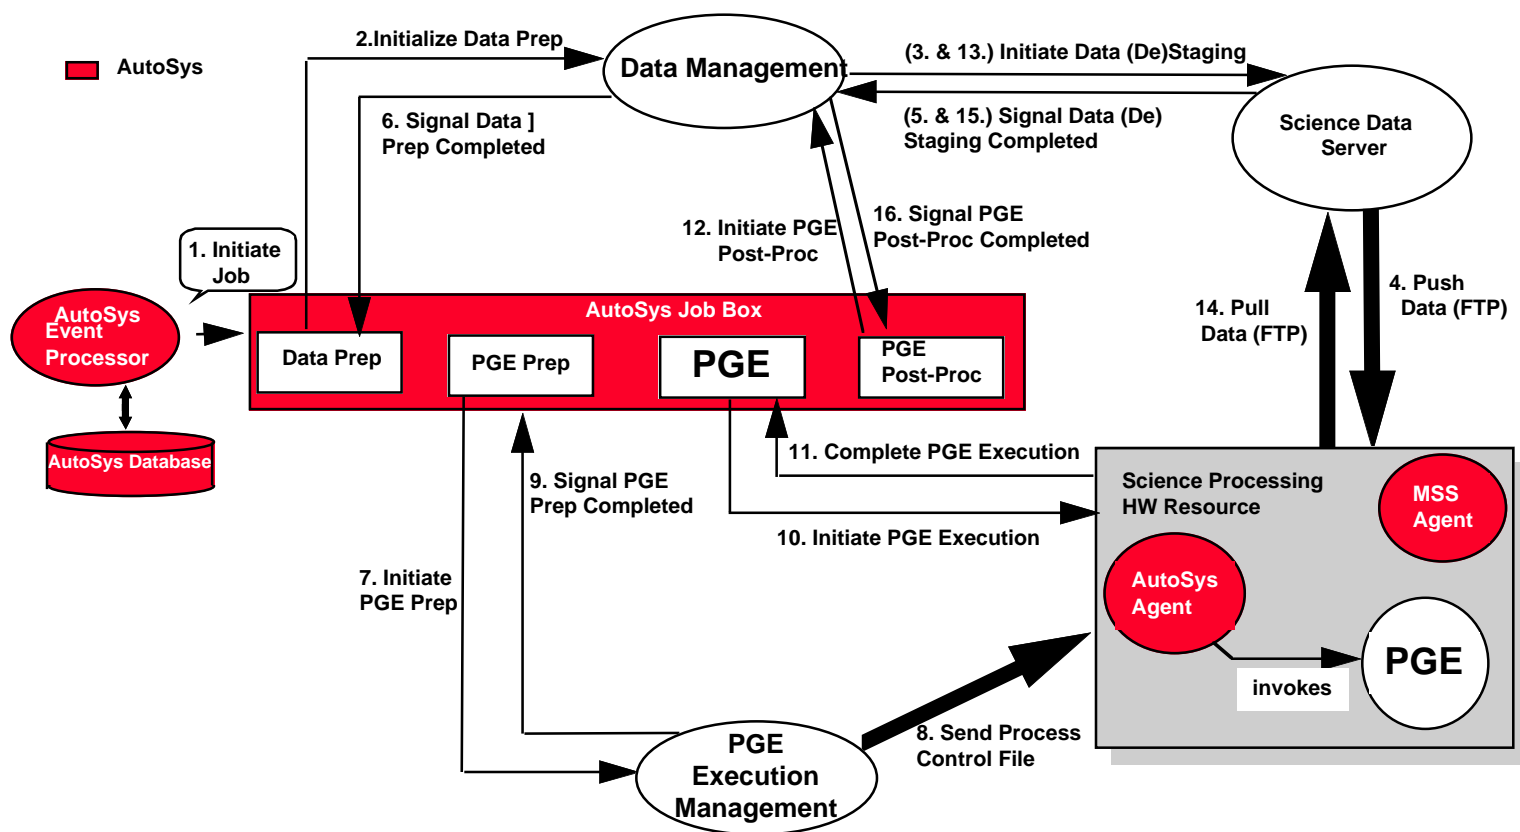 AutoSys
2.Initialize Data Prep
Data Management
(3. & 13.) Initiate Data (De)Staging
(5. & 15.) Signal Data (De)
Staging Completed
Science Data
Server
6. Signal Data ]
Prep Completed
12. Initiate PGE
Post-Proc
16. Signal PGE
Post-Proc Completed
1. Initiate
Job
14. Pull
Data (FTP)
4. Push
Data (FTP)
AutoSys
Event
Processor
AutoSys Job Box
Data Prep
PGE Prep
PGE
PGE
Post-Proc
AutoSys Database
9. Signal PGE
Prep Completed
11. Complete PGE Execution
10. Initiate PGE Execution
Science Processing
HW Resource
MSS
Agent
AutoSys
Agent
PGE
invokes
7. Initiate
PGE Prep
8. Send Process
Control File
PGE
Execution
Management